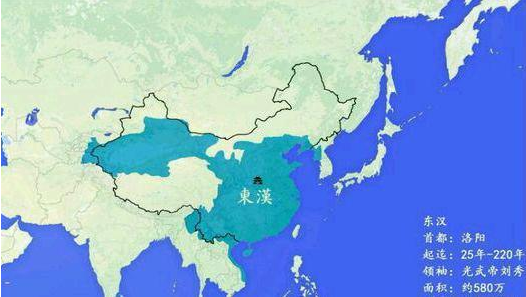 東漢
东汉
首都：洛阳
起迄：25年-220年
领袖：光武帝刘秀
面积：约580万